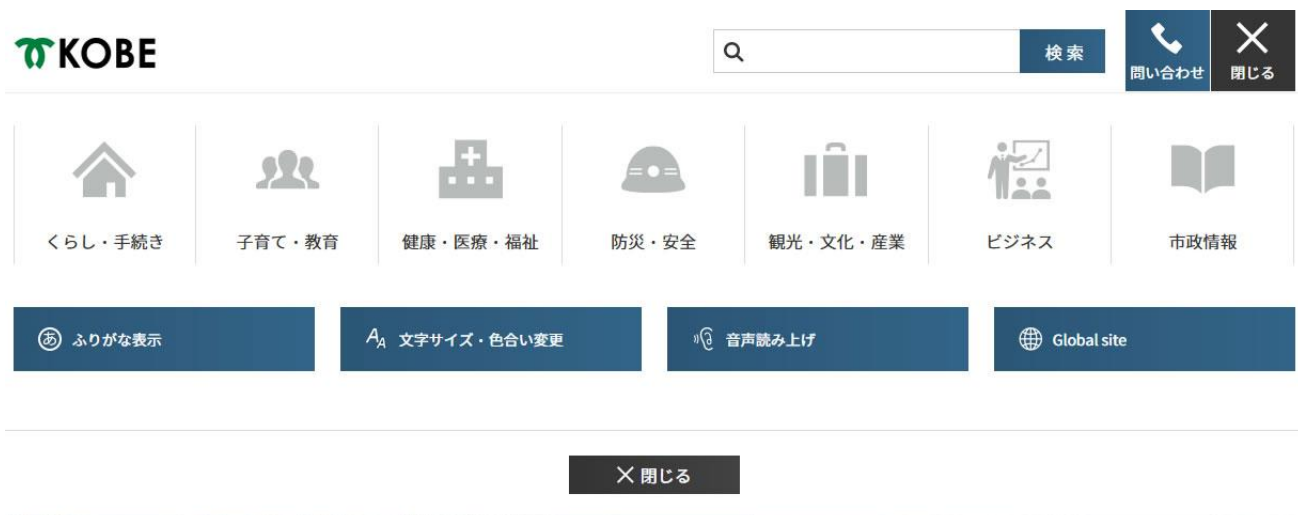 KOBE
検索
問い合わせ
閉じる
くらし・手続き
子育て・教育
健康・医療・福祉
防災・安全
観光・文化・産業
ビジネス
市政情報
あ ふりがな表示
AA 文字サイズ・色合い変更
音声読み上げ
Global site
閉じる